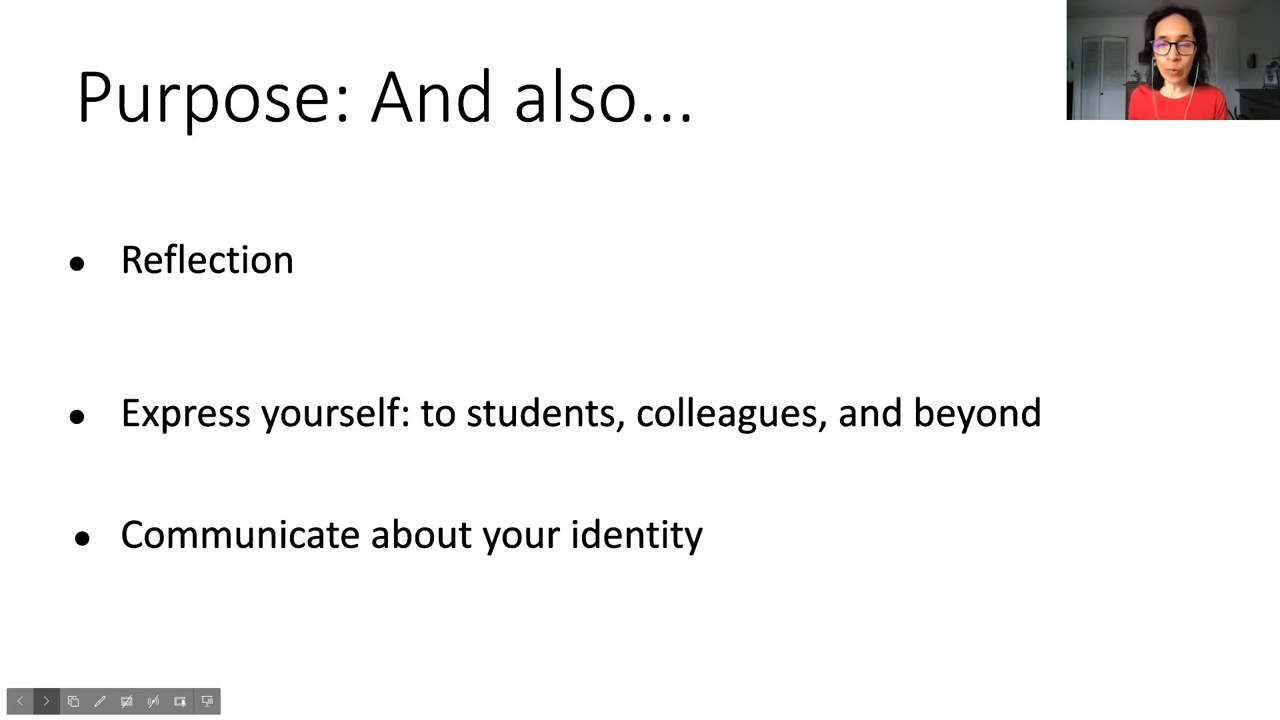 Purpose: And also...
• Reflection
• Express yourself: to students, colleagues, and beyond
• Communicate about your identity